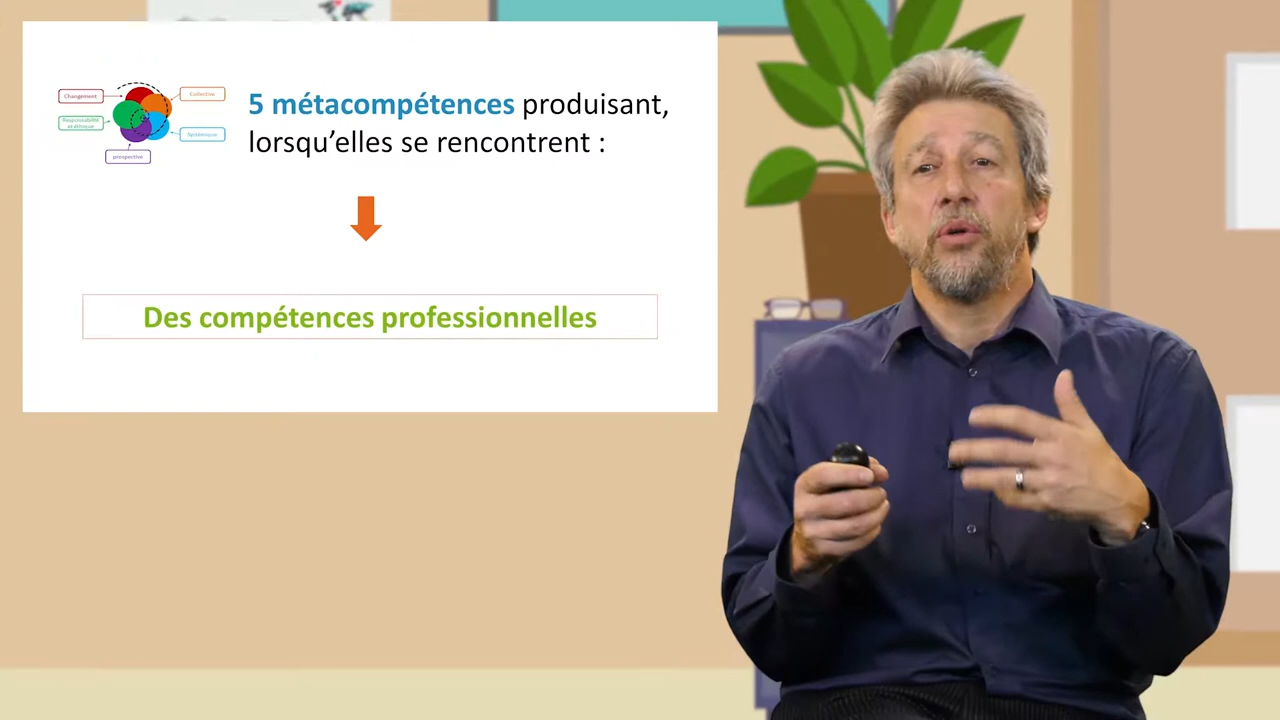 Changement
Collective
Responsabilité
et éthique
Systémique
prospective
5 métacompétences produisant,
lorsqu'elles se rencontrent :
Des compétences professionnelles